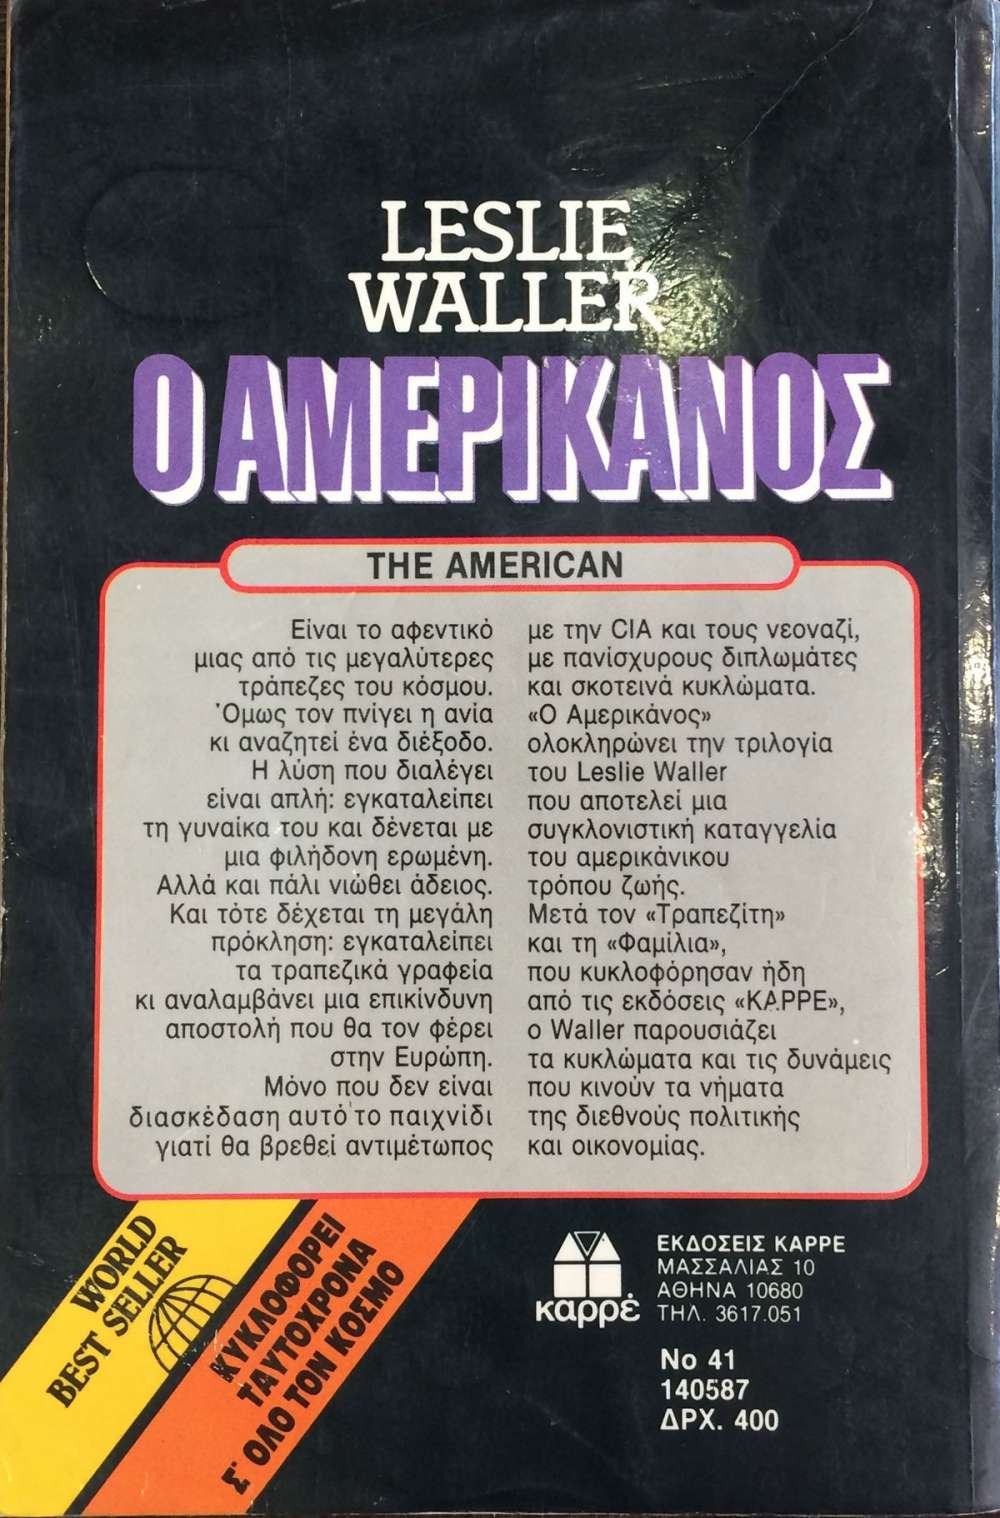 LESLIE
WALLER
Ο ΑΜΕΡΙΚΑΝΟΣ
THE AMERICAN
Είναι το αφεντικό
μιας από τις μεγαλύτερες
τράπεζες του κόσμου.
Όμως τον πνίγει η ανία
κι αναζητεί ένα διέξοδο.
Η λύση που διαλέγει
είναι απλή: εγκαταλείπει
τη γυναίκα του και δένεται με
μια φιλήδονη ερωμένη.
Αλλά και πάλι νιώθει άδειος.
Και τότε δέχεται τη μεγάλη
πρόκληση: εγκαταλείπει
τα τραπεζικά γραφεία
κι αναλαμβάνει μια επικίνδυνη
αποστολή που θα τον φέρει
στην Ευρώπη.
Μόνο που δεν είναι
διασκέδαση αυτό το παιχνίδι
γιατί θα βρεθεί αντιμέτωπος
με την CIA και τους νεοναζί,
με πανίσχυρους διπλωμάτες
και σκοτεινά κυκλώματα.
«Ο Αμερικάνος»
ολοκληρώνει την τριλογία
του Leslie Waller
που αποτελεί μια
συγκλονιστική καταγγελία
του αμερικάνικου
τρόπου ζωής.
Μετά τον «Τραπεζίτη»
και τη «Φαμίλια»,
που κυκλοφόρησαν ήδη
από τις εκδόσεις «ΚΑΡΡΕ»,
ο Waller παρουσιάζει
τα κυκλώματα και τις δυνάμεις
που κινούν τα νήματα
της διεθνούς πολιτικής
και οικονομίας.
WORLD
BEST SELLER
ΚΥΚΛΟΦΟΡΕΙ
ΤΑΥΤΟΧΡΟΝΑ
Σ' ΟΛΟ ΤΟΝ ΚΟΣΜΟ
καρρέ
ΕΚΔΟΣΕΙΣ ΚΑΡΡΕ
ΜΑΣΣΑΛΙΑΣ 10
ΑΘΗΝΑ 10680
ΤΗΛ. 3617.051
Νο 41
140587
ΔΡΧ. 400